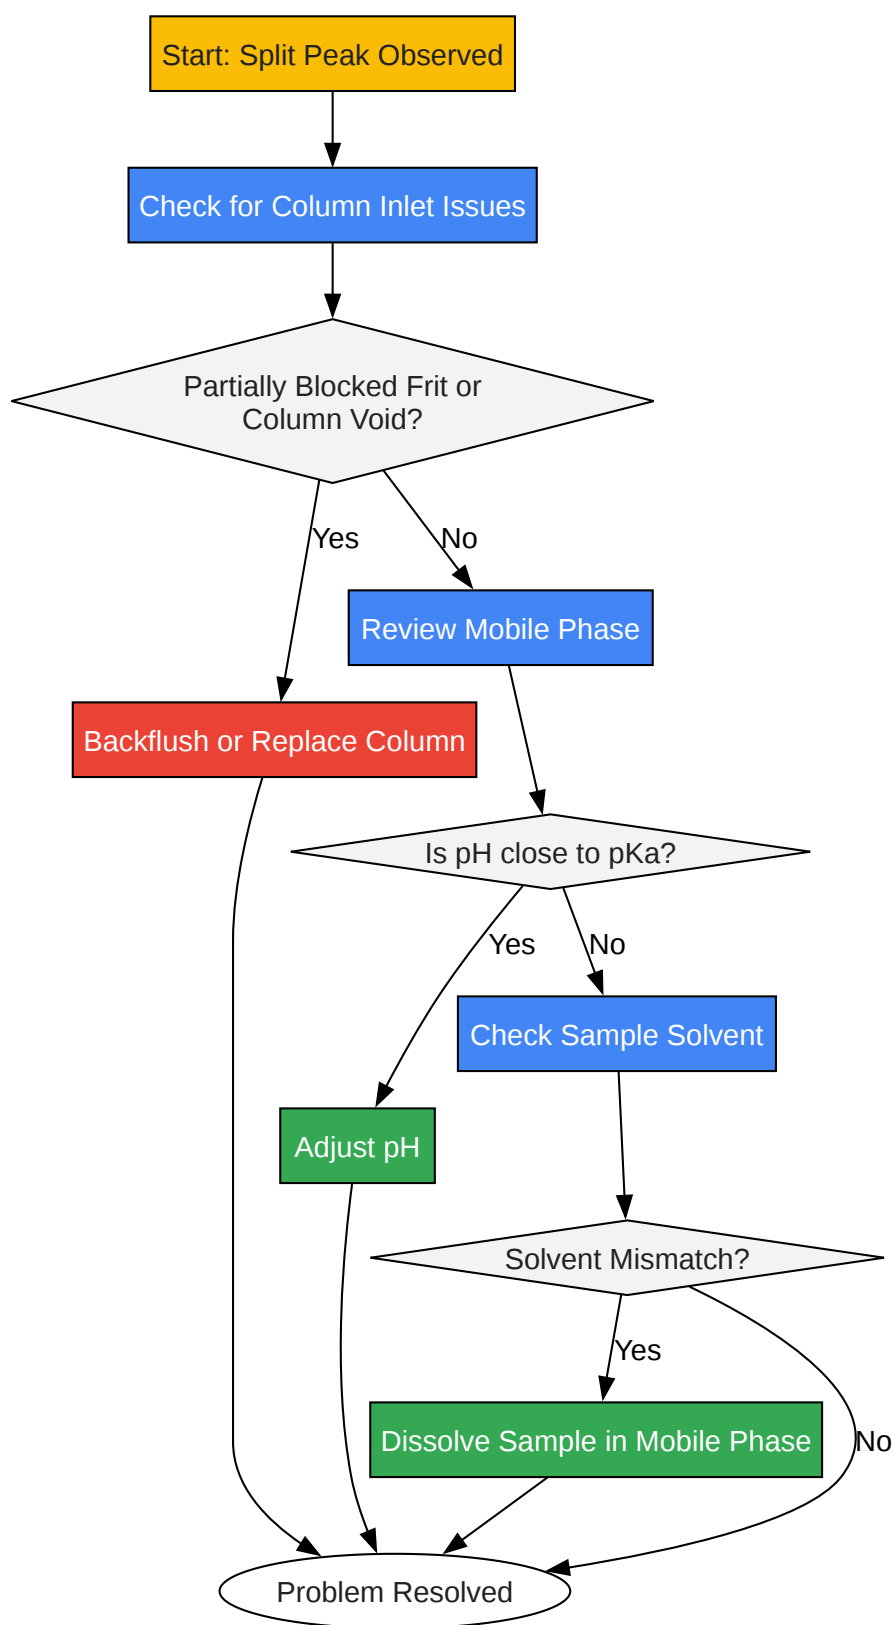 Start: Split Peak Observed
Check for Column Inlet Issues
Partially Blocked Frit or
Column Void?
Yes
No
Review Mobile Phase
Backflush or Replace Column
Is pH close to pKa?
Yes
No
Check Sample Solvent
Adjust pH
Solvent Mismatch?
Yes
Dissolve Sample in Mobile Phase
No
Problem Resolved